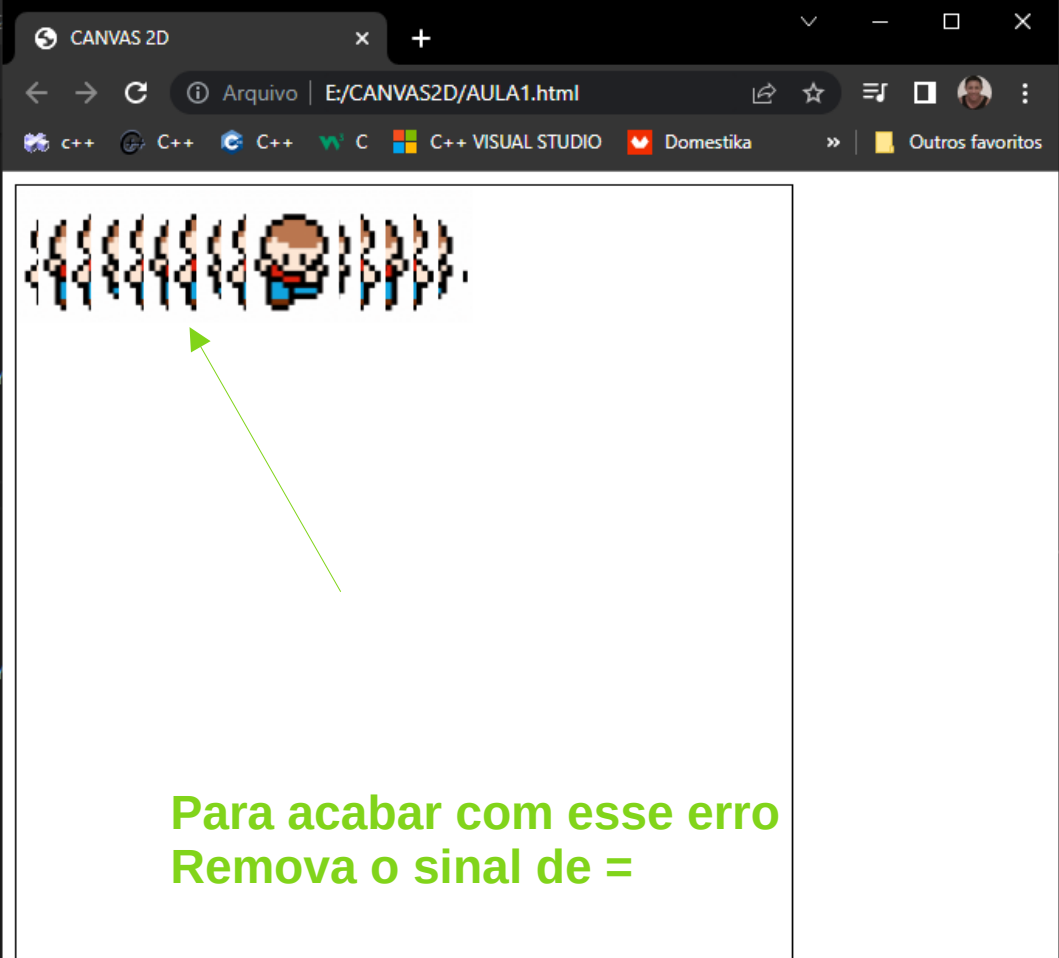 CANVAS 2D
Arquivo | E:/CANVAS2D/AULA1.html
c++ C++ C++ C C++ VISUAL STUDIO Domestika » Outros favoritos
Para acabar com esse erro
Remova o sinal de =